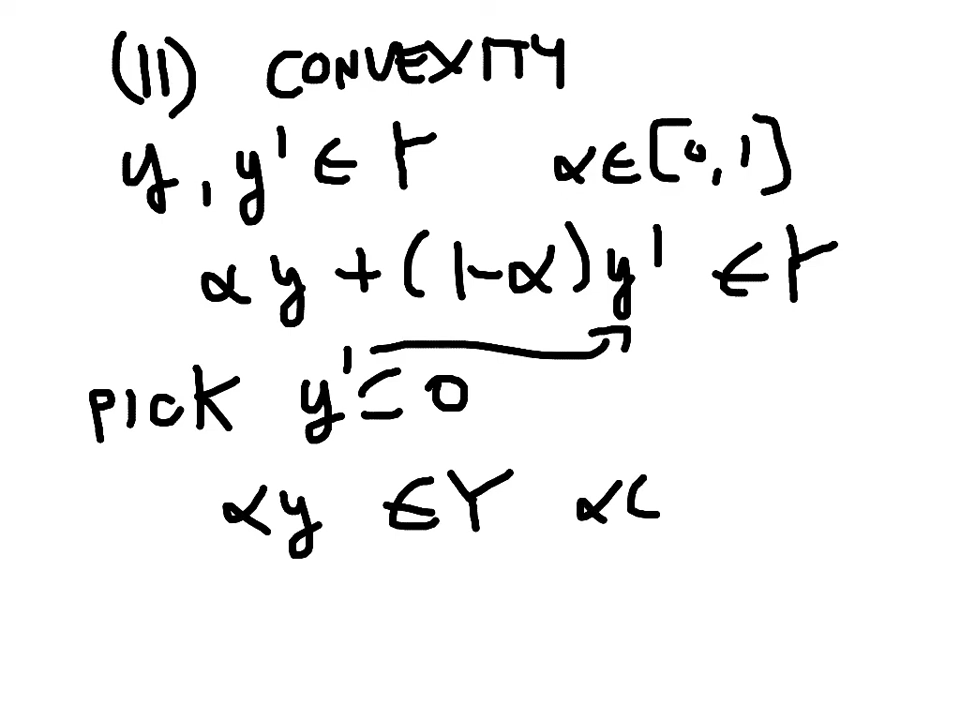 (II) CONVEXITY
y, y' ∈ Y α ∈ [0,1]
αy + (1-α)y' ∈ Y
PICK y' = 0
αy ∈ Y α